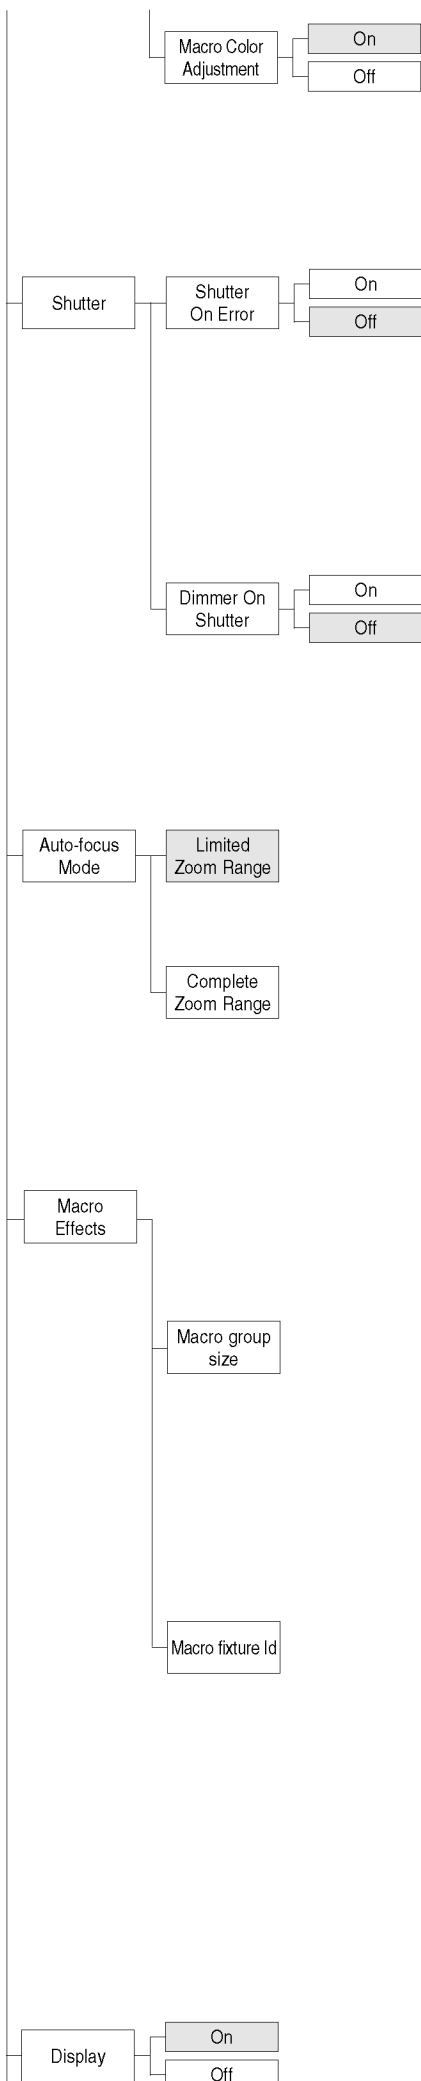 Macro Color
Adjustment
On
Off
Shutter
Shutter
On Error
On
Off
Dimmer On
Shutter
On
Off
Auto-focus
Mode
Limited
Zoom Range
Complete
Zoom Range
Macro
Effects
Macro group
size
Macro fixture Id
Display
On
Off